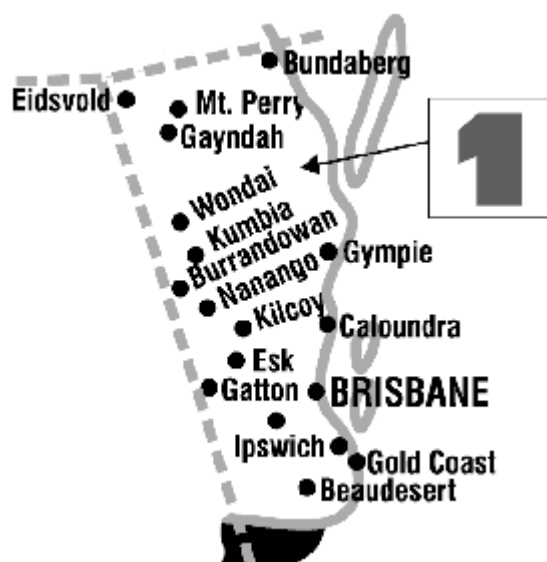 Bundaberg
Eidsvold
Mt. Perry
Gayndah
1
Wondai
Kumbia
Burrandowan
Gympie
Nanango
Kilcoy
Caloundra
Esk
Gatton
BRISBANE
Ipswich
Gold Coast
Beaudesert